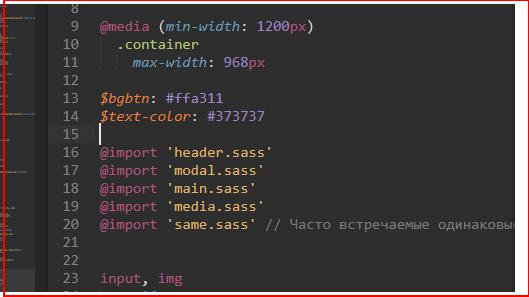 8
9 @media (min-width: 1200px)
10 .container
11 max-width: 968px
12
13 $bgbtn: #ffa311
14 $text-color: #373737
15
16 @import 'header.sass'
17 @import 'modal.sass'
18 @import 'main.sass'
19 @import 'media.sass'
20 @import 'same.sass' // Часто встречаемые одинаковы
21
22
23 input, img